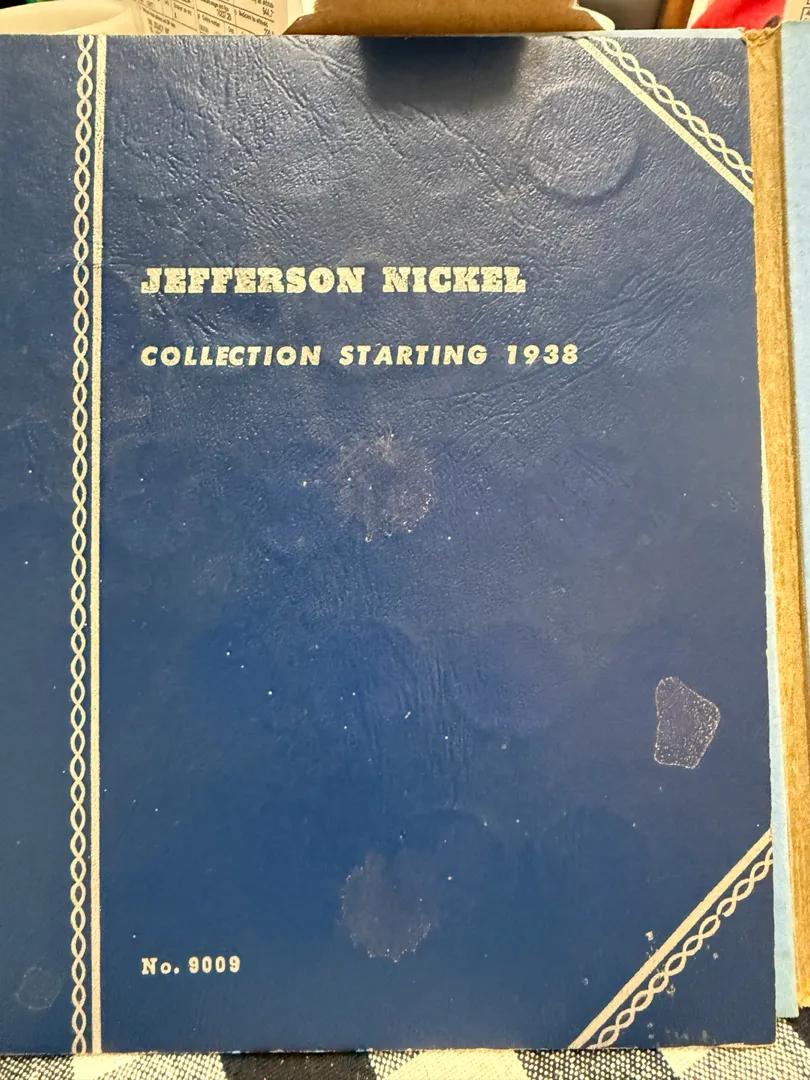 JEFFERSON NICKEL
COLLECTION STARTING 1938
No. 9009